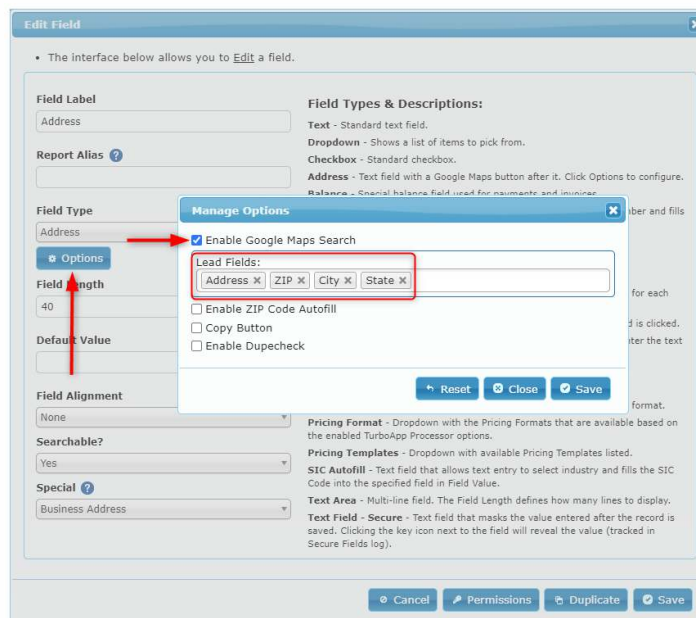 Edit Field
• The interface below allows you to Edit a field.
Field Label
Address
Report Alias ?
Field Type
Address
Options
Field Length
40
Default Value
Field Alignment
None
Searchable?
Yes
Special ?
Business Address
Field Types & Descriptions:
Text - Standard text field.
Dropdown - Shows a list of items to pick from.
Checkbox - Standard checkbox.
Address - Text field with a Google Maps button after it. Click Options to configure.
Balance - Special balance field used for payments and invoices.
and fills
for each
is clicked.
the text
format.
Pricing Format - Dropdown with the Pricing Formats that are available based on
the enabled TurboApp Processor options.
Pricing Templates - Dropdown with available Pricing Templates listed.
SIC Autofill - Text field that allows text entry to select industry and fills the SIC
Code into the specified field in Field Value.
Text Area - Multi-line field. The Field Length defines how many lines to display.
Text Field - Secure - Text field that masks the value entered after the record is
saved. Clicking the key icon next to the field will reveal the value (tracked in
Secure Fields log).
Manage Options
Enable Google Maps Search
Lead Fields:
Address × ZIP × City × State ×
Enable ZIP Code Autofill
Copy Button
Enable Dupecheck
Reset Close Save
Cancel Permissions Duplicate Save